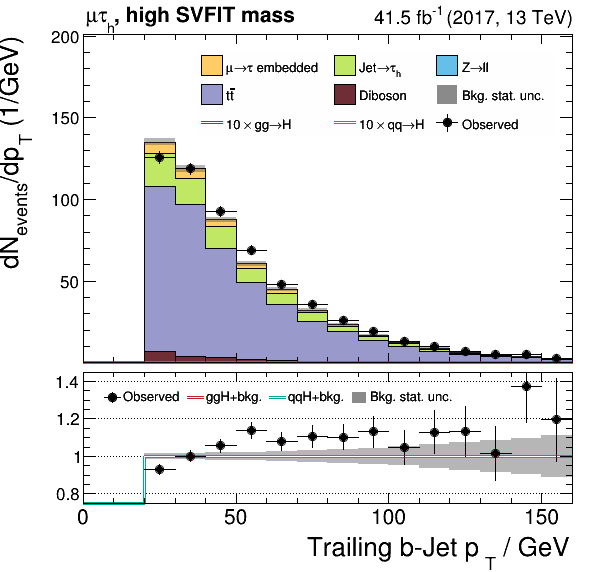 μτh, high SVFIT mass 41.5 fb⁻¹ (2017, 13 TeV)
dNevents/dpT (1/GeV)
200
150
100
50
μ→τ embedded Jet→τh Z→ll
tt̄ Diboson Bkg. stat. unc.
10 × gg→H 10 × qq→H Observed
1.4
1.2
1.0
0.8
Observed ggH+bkg. qqH+bkg. Bkg. stat. unc.
0 50 100 150
Trailing b-Jet pT / GeV